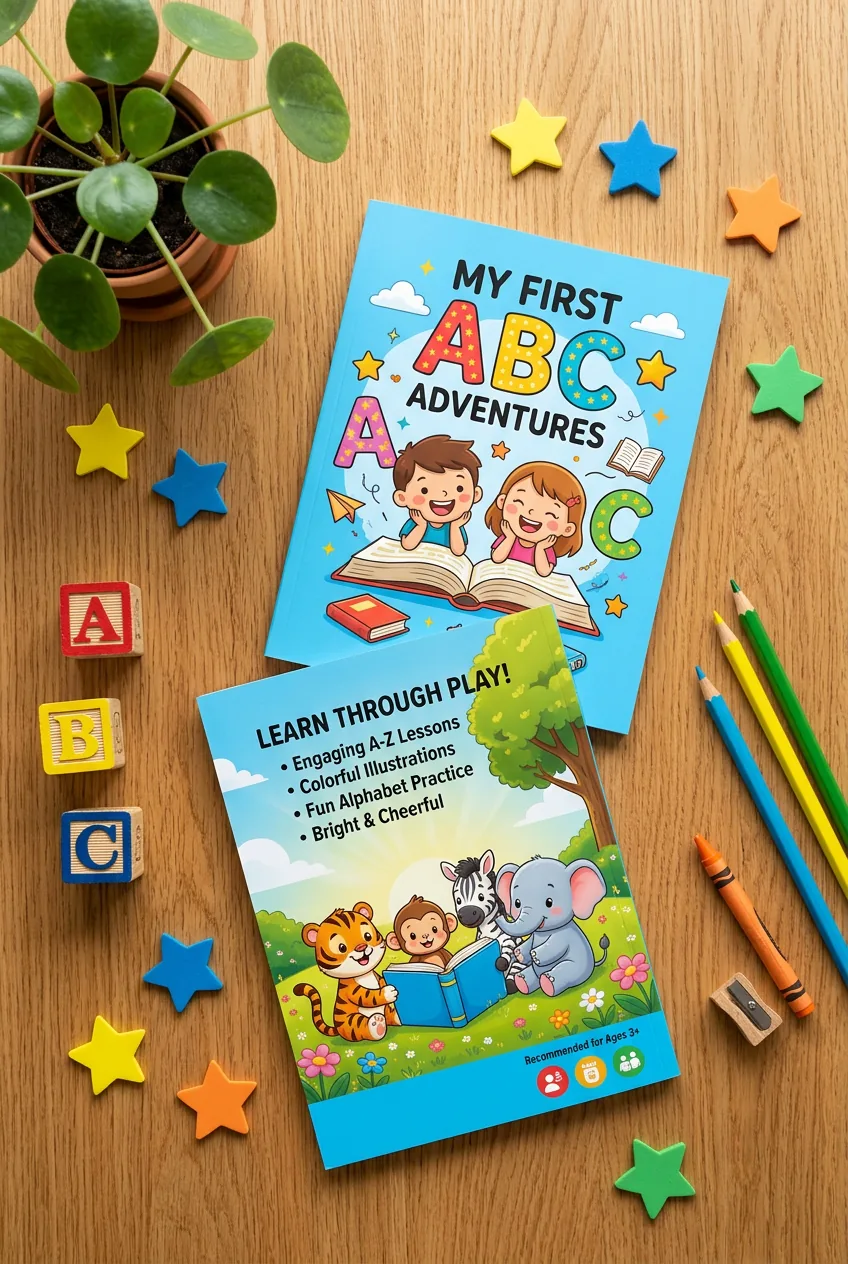 MY FIRST
ABC
ADVENTURES
A
C
LEARN THROUGH PLAY!
• Engaging A-Z Lessons
• Colorful Illustrations
• Fun Alphabet Practice
• Bright & Cheerful
Recommended for Ages 3+
A
B
C